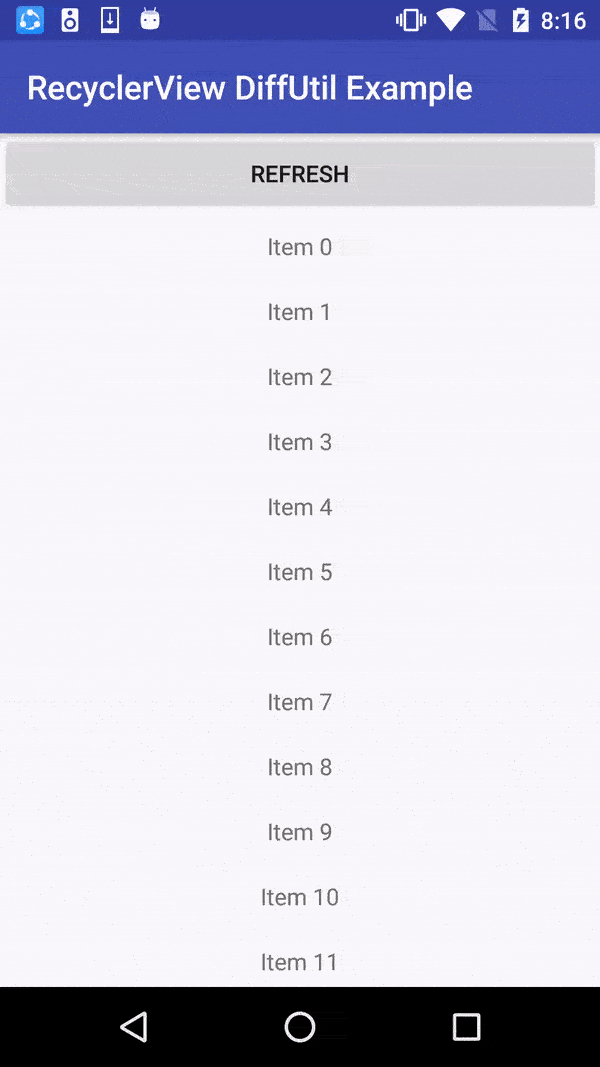 8:16
RecyclerView DiffUtil Example
REFRESH
Item 0
Item 1
Item 2
Item 3
Item 4
Item 5
Item 6
Item 7
Item 8
Item 9
Item 10
Item 11